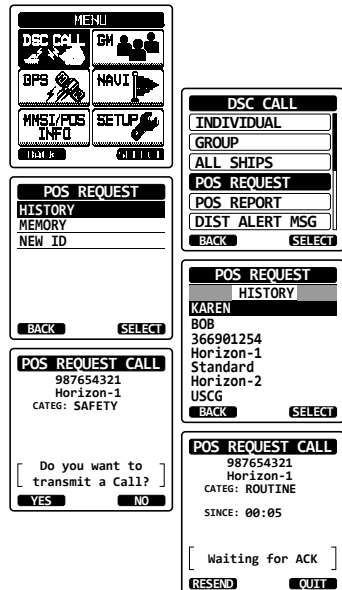 MENU
DSC CALL
GM
GPS
NAVI
MMSI/POS
INFO
SETUP
BACK
SELECT
DSC CALL
INDIVIDUAL
GROUP
ALL SHIPS
POS REQUEST
POS REPORT
DIST ALERT MSG
BACK SELECT
POS REQUEST
HISTORY
MEMORY
NEW ID
BACK SELECT
POS REQUEST
HISTORY
KAREN
BOB
366901254
Horizon-1
Standard
Horizon-2
USCG
BACK SELECT
POS REQUEST CALL
987654321
Horizon-1
CATEG: SAFETY
Do you want to
transmit a Call?
YES NO
POS REQUEST CALL
987654321
Horizon-1
CATEG: ROUTINE
SINCE: 00:05
Waiting for ACK
RESEND QUIT